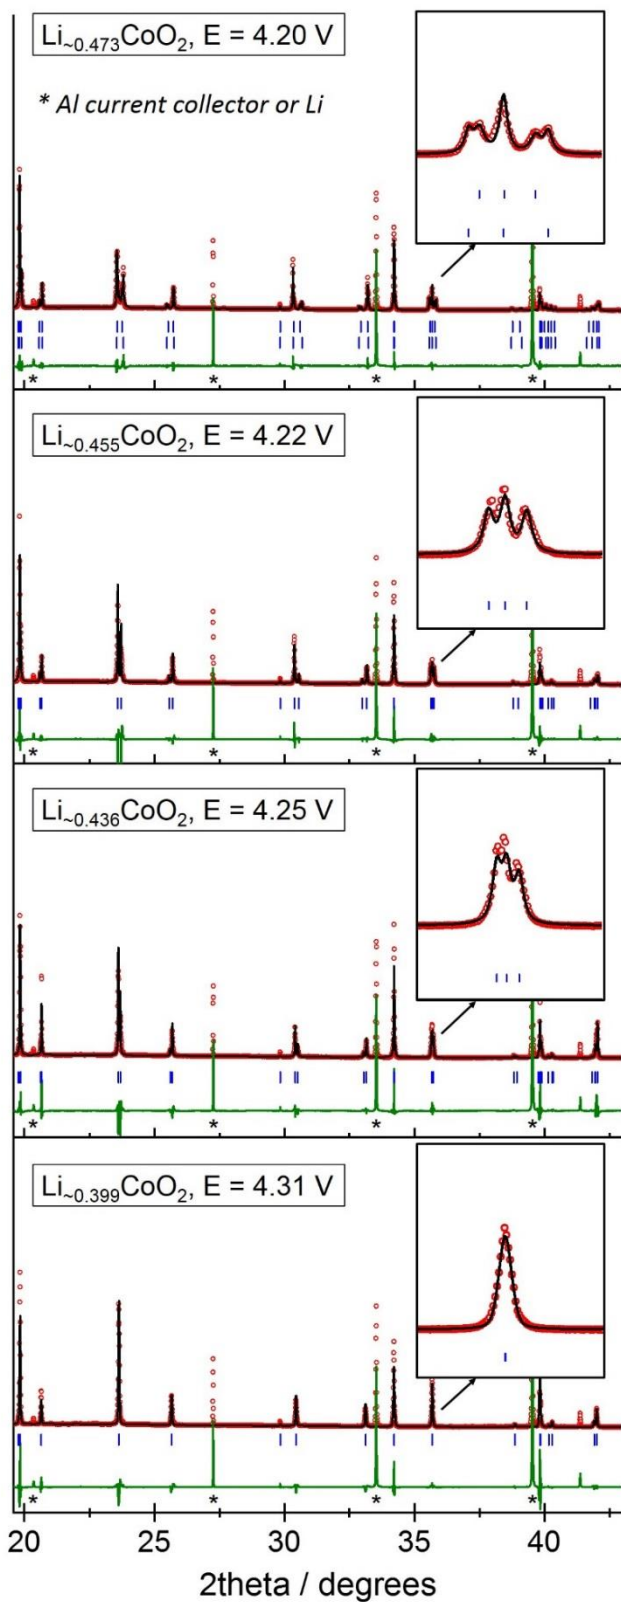 Li~0.473CoO2, E = 4.20 V
* Al current collector or Li
* * * *
Li~0.455CoO2, E = 4.22 V
* * * *
Li~0.436CoO2, E = 4.25 V
* * * *
Li~0.399CoO2, E = 4.31 V
* * * *
20 25 30 35 40
2theta / degrees